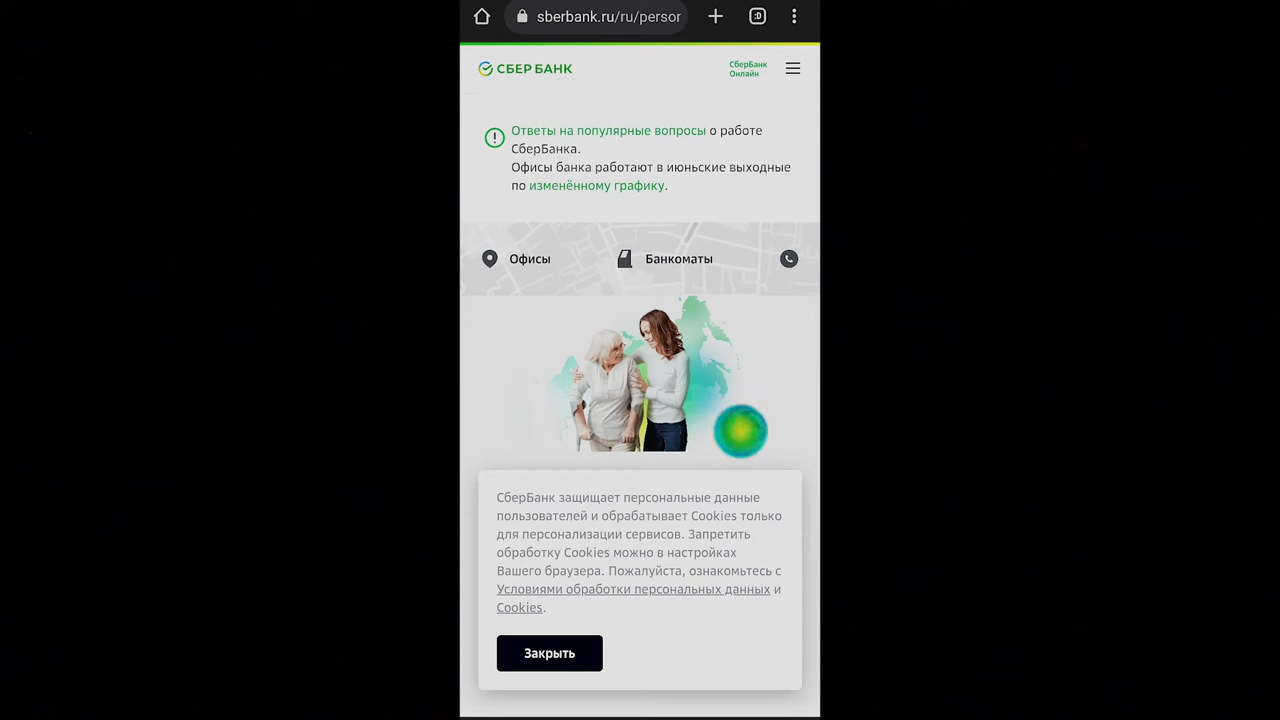 sberbank.ru/ru/persor
:D
СБЕР БАНК
СберБанк
Онлайн
Ответы на популярные вопросы о работе
СберБанка.
Офисы банка работают в июньские выходные
по изменённому графику.
Офисы
Банкоматы
СберБанк защищает персональные данные
пользователей и обрабатывает Cookies только
для персонализации сервисов. Запретить
обработку Cookies можно в настройках
Вашего браузера. Пожалуйста, ознакомьтесь с
Условиями обработки персональных данных и
Cookies.
Закрыть